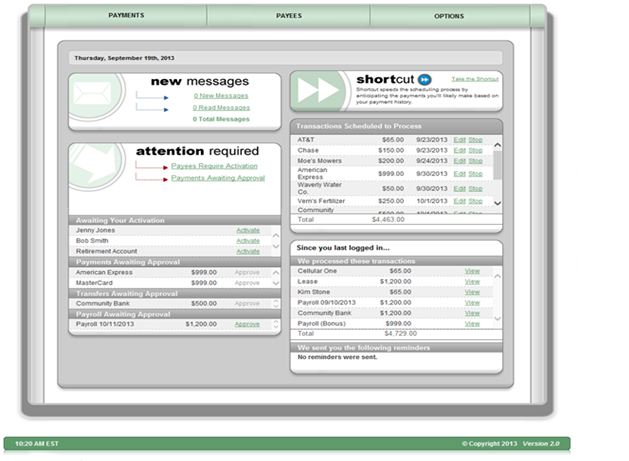 PAYMENTS PAYEES OPTIONS
Thursday, September 19th, 2013
new messages
0 New Messages
0 Read Messages
0 Total Messages
attention required
Payees Require Activation
Payments Awaiting Approval
Awaiting Your Activation
Jenny Jones Activate
Bob Smith Activate
Retirement Account Activate
Payments Awaiting Approval
American Express $999.00 Approve
MasterCard $999.00 Approve
Transfers Awaiting Approval
Community Bank $500.00 Approve
Payroll Awaiting Approval
Payroll 10/11/2013 $1,200.00 Approve
shortcut Take the Shortcut
Shortcut speeds the scheduling process by
anticipating the payments you'll likely make based on
your payment history.
Transactions Scheduled to Process
AT&T $65.00 9/23/2013 Edit Stop
Chase $150.00 9/23/2013 Edit Stop
Moe's Mowers $200.00 9/24/2013 Edit Stop
American
Express $999.00 9/30/2013 Edit Stop
Waverly Water
Co. $50.00 9/30/2013 Edit Stop
Vern's Fertilizer $250.00 10/1/2013 Edit Stop
Community
Total $4,463.00
Since you last logged in...
We processed these transactions
Cellular One $65.00 View
Lease $1,200.00 View
Kim Stone $65.00 View
Payroll 09/10/2013 $1,200.00 View
Community Bank $1,200.00 View
Payroll (Bonus) $999.00 View
Total $4,729.00
We sent you the following reminders
No reminders were sent.
10:20 AM EST © Copyright 2013 Version 2.0